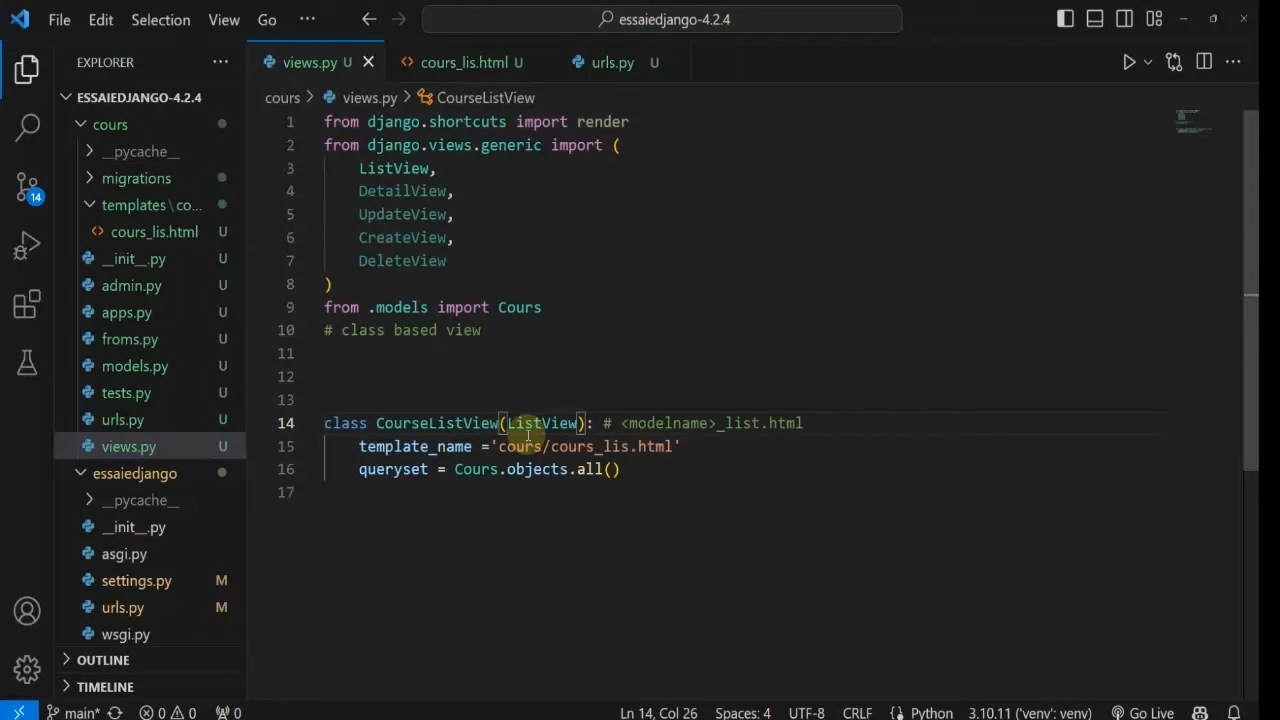 File Edit Selection View Go ··· essaiedjango-4.2.4
EXPLORER ···
views.py U
cours_lis.html U
urls.py U
ESSAIEDJANGO-4.2.4
cours > views.py > CourseListView
cours
__pycache__
migrations
templates \ co...
cours_lis.html U
__init__.py U
admin.py U
apps.py U
froms.py U
models.py U
tests.py U
urls.py U
views.py U
essaiedjango
__pycache__
__init__.py
asgi.py
settings.py M
urls.py M
wsgi.py
OUTLINE
TIMELINE
14
1 from django.shortcuts import render
2 from django.views.generic import (
3 ListView,
4 DetailView,
5 UpdateView,
6 CreateView,
7 DeleteView
8 )
9 from .models import Cours
10 # class based view
11
12
13
14 class CourseListView(ListView): # <modelname>_list.html
15 template_name ='cours/cours_lis.html'
16 queryset = Cours.objects.all()
17
main* 0 0 0 Ln 14, Col 26 Spaces: 4 UTF-8 CRLF {} Python 3.10.11 ('venv': venv) Go Live